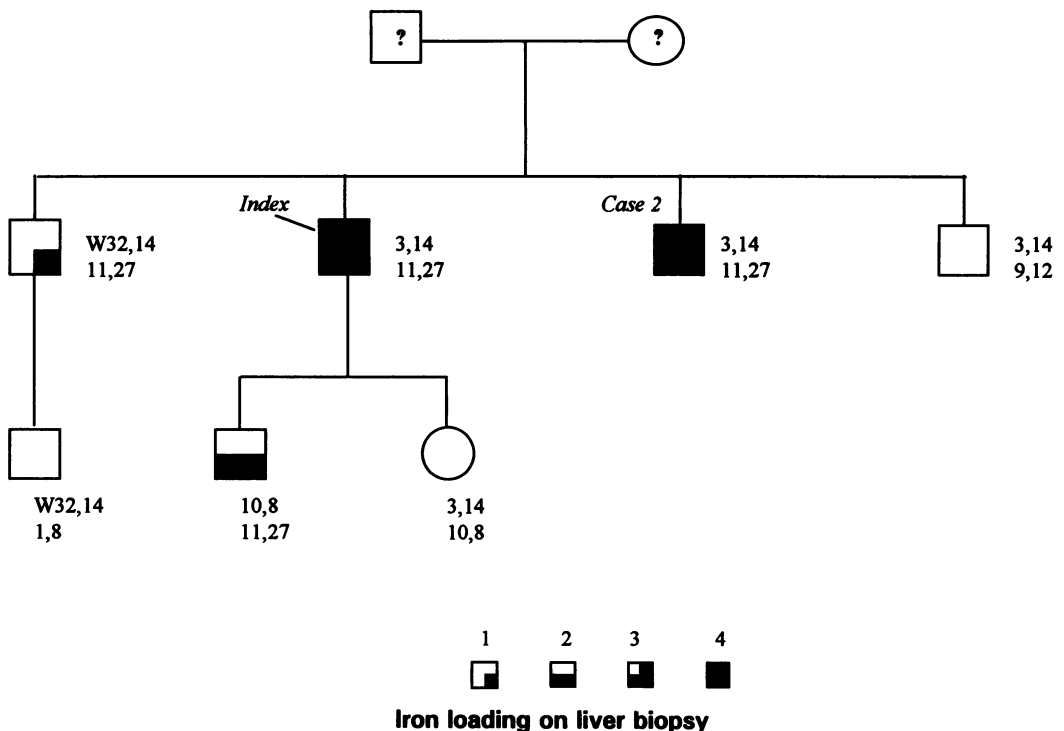 ? ?
Index Case 2
W32,14 3,14 3,14 3,14
11,27 11,27 11,27 9,12
W32,14 10,8 3,14
1,8 11,27 10,8
1 2 3 4
Iron loading on liver biopsy